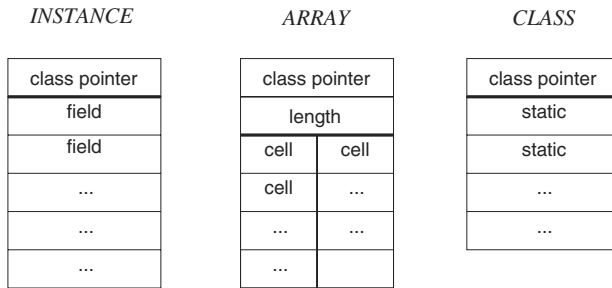 INSTANCE
class pointer
field
field
...
...
...
ARRAY
class pointer
length
cell cell
cell ...
... ...
...
CLASS
class pointer
static
static
...
...